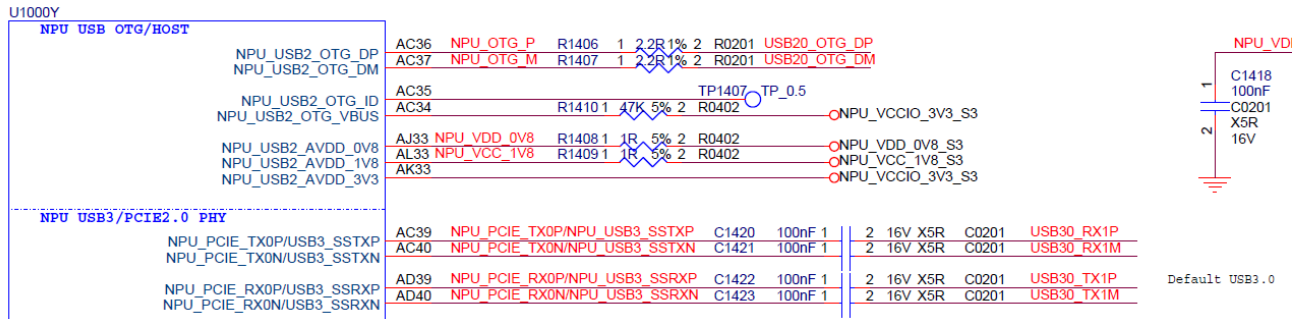 U1000Y
NPU USB OTG/HOST
NPU_USB2_OTG_DP AC36 NPU_OTG_P R1406 1 2.2R1% 2 R0201 USB20_OTG_DP
NPU_USB2_OTG_DM AC37 NPU_OTG_M R1407 1 2.2R1% 2 R0201 USB20_OTG_DM
NPU_USB2_OTG_ID AC35 TP1407 TP_0.5
NPU_USB2_OTG_VBUS AC34 R1410 1 47K 5% 2 R0402 NPU_VCCIO_3V3_S3
NPU_USB2_AVDD_0V8 AJ33 NPU_VDD_0V8 R1408 1 1R 5% 2 R0402 NPU_VDD_0V8_S3
NPU_USB2_AVDD_1V8 AL33 NPU_VCC_1V8 R1409 1 1R 5% 2 R0402 NPU_VCC_1V8_S3
NPU_USB2_AVDD_3V3 AK33 NPU_VCCIO_3V3_S3
NPU_VD
1
C1418
100nF
C0201
X5R
16V
2
NPU USB3/PCIE2.0 PHY
NPU_PCIE_TX0P/USB3_SSTXP AC39 NPU_PCIE_TX0P/NPU_USB3_SSTXP C1420 100nF 1 2 16V X5R C0201 USB30_RX1P
NPU_PCIE_TX0N/USB3_SSTXN AC40 NPU_PCIE_TX0N/NPU_USB3_SSTXN C1421 100nF 1 2 16V X5R C0201 USB30_RX1M
NPU_PCIE_RX0P/USB3_SSRXP AD39 NPU_PCIE_RX0P/NPU_USB3_SSRXP C1422 100nF 1 2 16V X5R C0201 USB30_TX1P
NPU_PCIE_RX0N/USB3_SSRXN AD40 NPU_PCIE_RX0N/NPU_USB3_SSRXN C1423 100nF 1 2 16V X5R C0201 USB30_TX1M
Default USB3.0